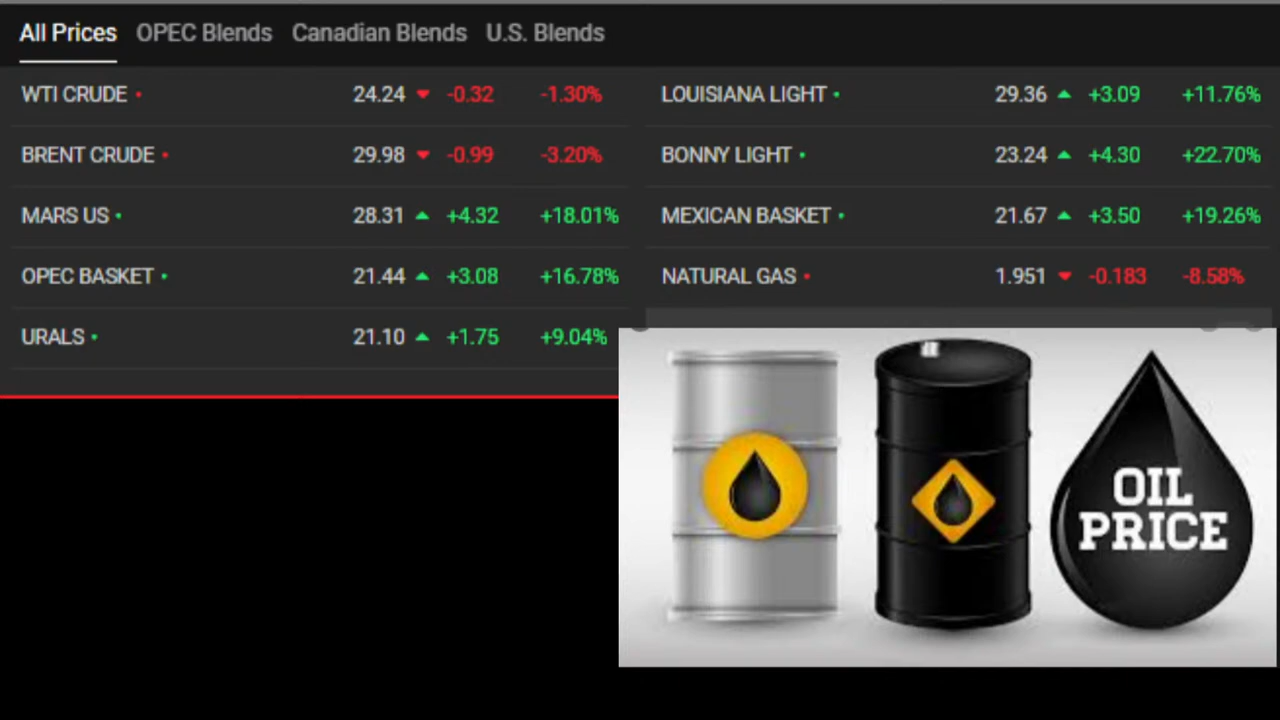 All Prices OPEC Blends Canadian Blends U.S. Blends
WTI CRUDE 24.24 -0.32 -1.30%
BRENT CRUDE 29.98 -0.99 -3.20%
MARS US 28.31 +4.32 +18.01%
OPEC BASKET 21.44 +3.08 +16.78%
URALS 21.10 +1.75 +9.04%
LOUISIANA LIGHT 29.36 +3.09 +11.76%
BONNY LIGHT 23.24 +4.30 +22.70%
MEXICAN BASKET 21.67 +3.50 +19.26%
NATURAL GAS 1.951 -0.183 -8.58%
OIL
PRICE